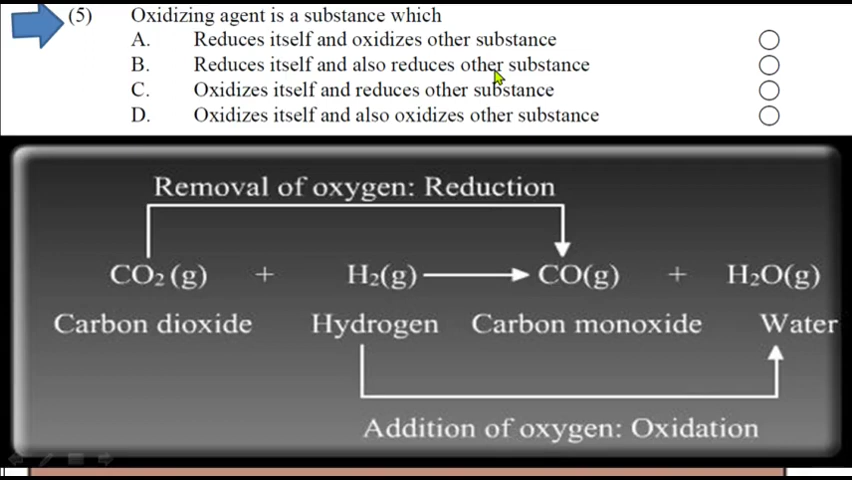 (5) Oxidizing agent is a substance which
A. Reduces itself and oxidizes other substance
B. Reduces itself and also reduces other substance
C. Oxidizes itself and reduces other substance
D. Oxidizes itself and also oxidizes other substance
Removal of oxygen: Reduction
CO₂ (g) + H₂(g) → CO(g) + H₂O(g)
Carbon dioxide Hydrogen Carbon monoxide Water
Addition of oxygen: Oxidation